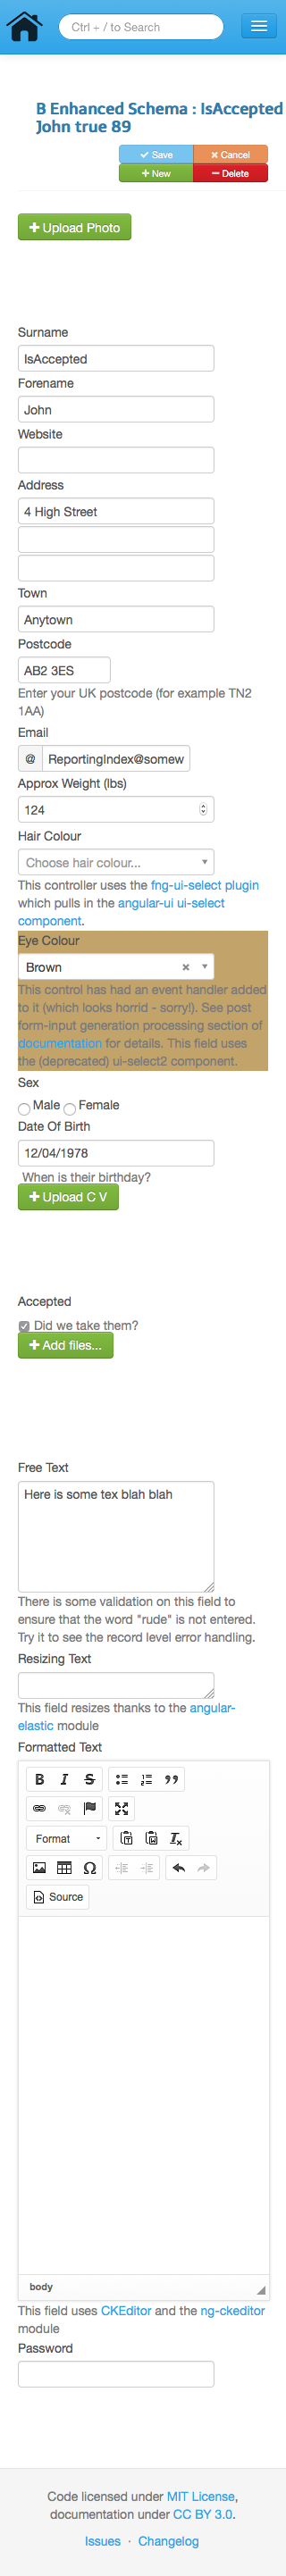 Ctrl + / to Search
B Enhanced Schema : IsAccepted
John true 89
Save
Cancel
New
Delete
Upload Photo
Surname
IsAccepted
Forename
John
Website
Address
4 High Street
Town
Anytown
Postcode
AB2 3ES
Enter your UK postcode (for example TN2
1AA)
Email
@ ReportingIndex@somew
Approx Weight (lbs)
124
Hair Colour
Choose hair colour...
This controller uses the fng-ui-select plugin
which pulls in the angular-ui ui-select
component.
Eye Colour
Brown
This control has had an event handler added
to it (which looks horrid - sorry!). See post
form-input generation processing section of
documentation for details. This field uses
the (deprecated) ui-select2 component.
Sex
Male Female
Date Of Birth
12/04/1978
When is their birthday?
Upload C V
Accepted
Did we take them?
Add files...
Free Text
Here is some tex blah blah
There is some validation on this field to
ensure that the word "rude" is not entered.
Try it to see the record level error handling.
Resizing Text
This field resizes thanks to the angular-
elastic module
Formatted Text
Format
Source
body
This field uses CKEditor and the ng-ckeditor
module
Password
Code licensed under MIT License,
documentation under CC BY 3.0.
Issues · Changelog